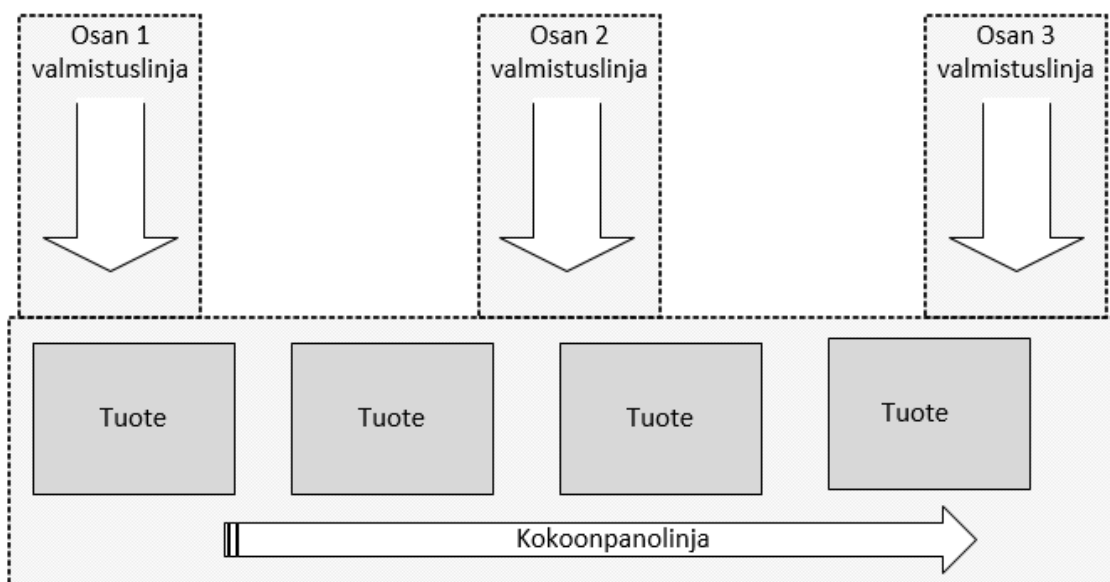 Osan 1
valmistuslinja
Osan 2
valmistuslinja
Osan 3
valmistuslinja
Tuote
Tuote
Tuote
Tuote
Kokoonpanolinja